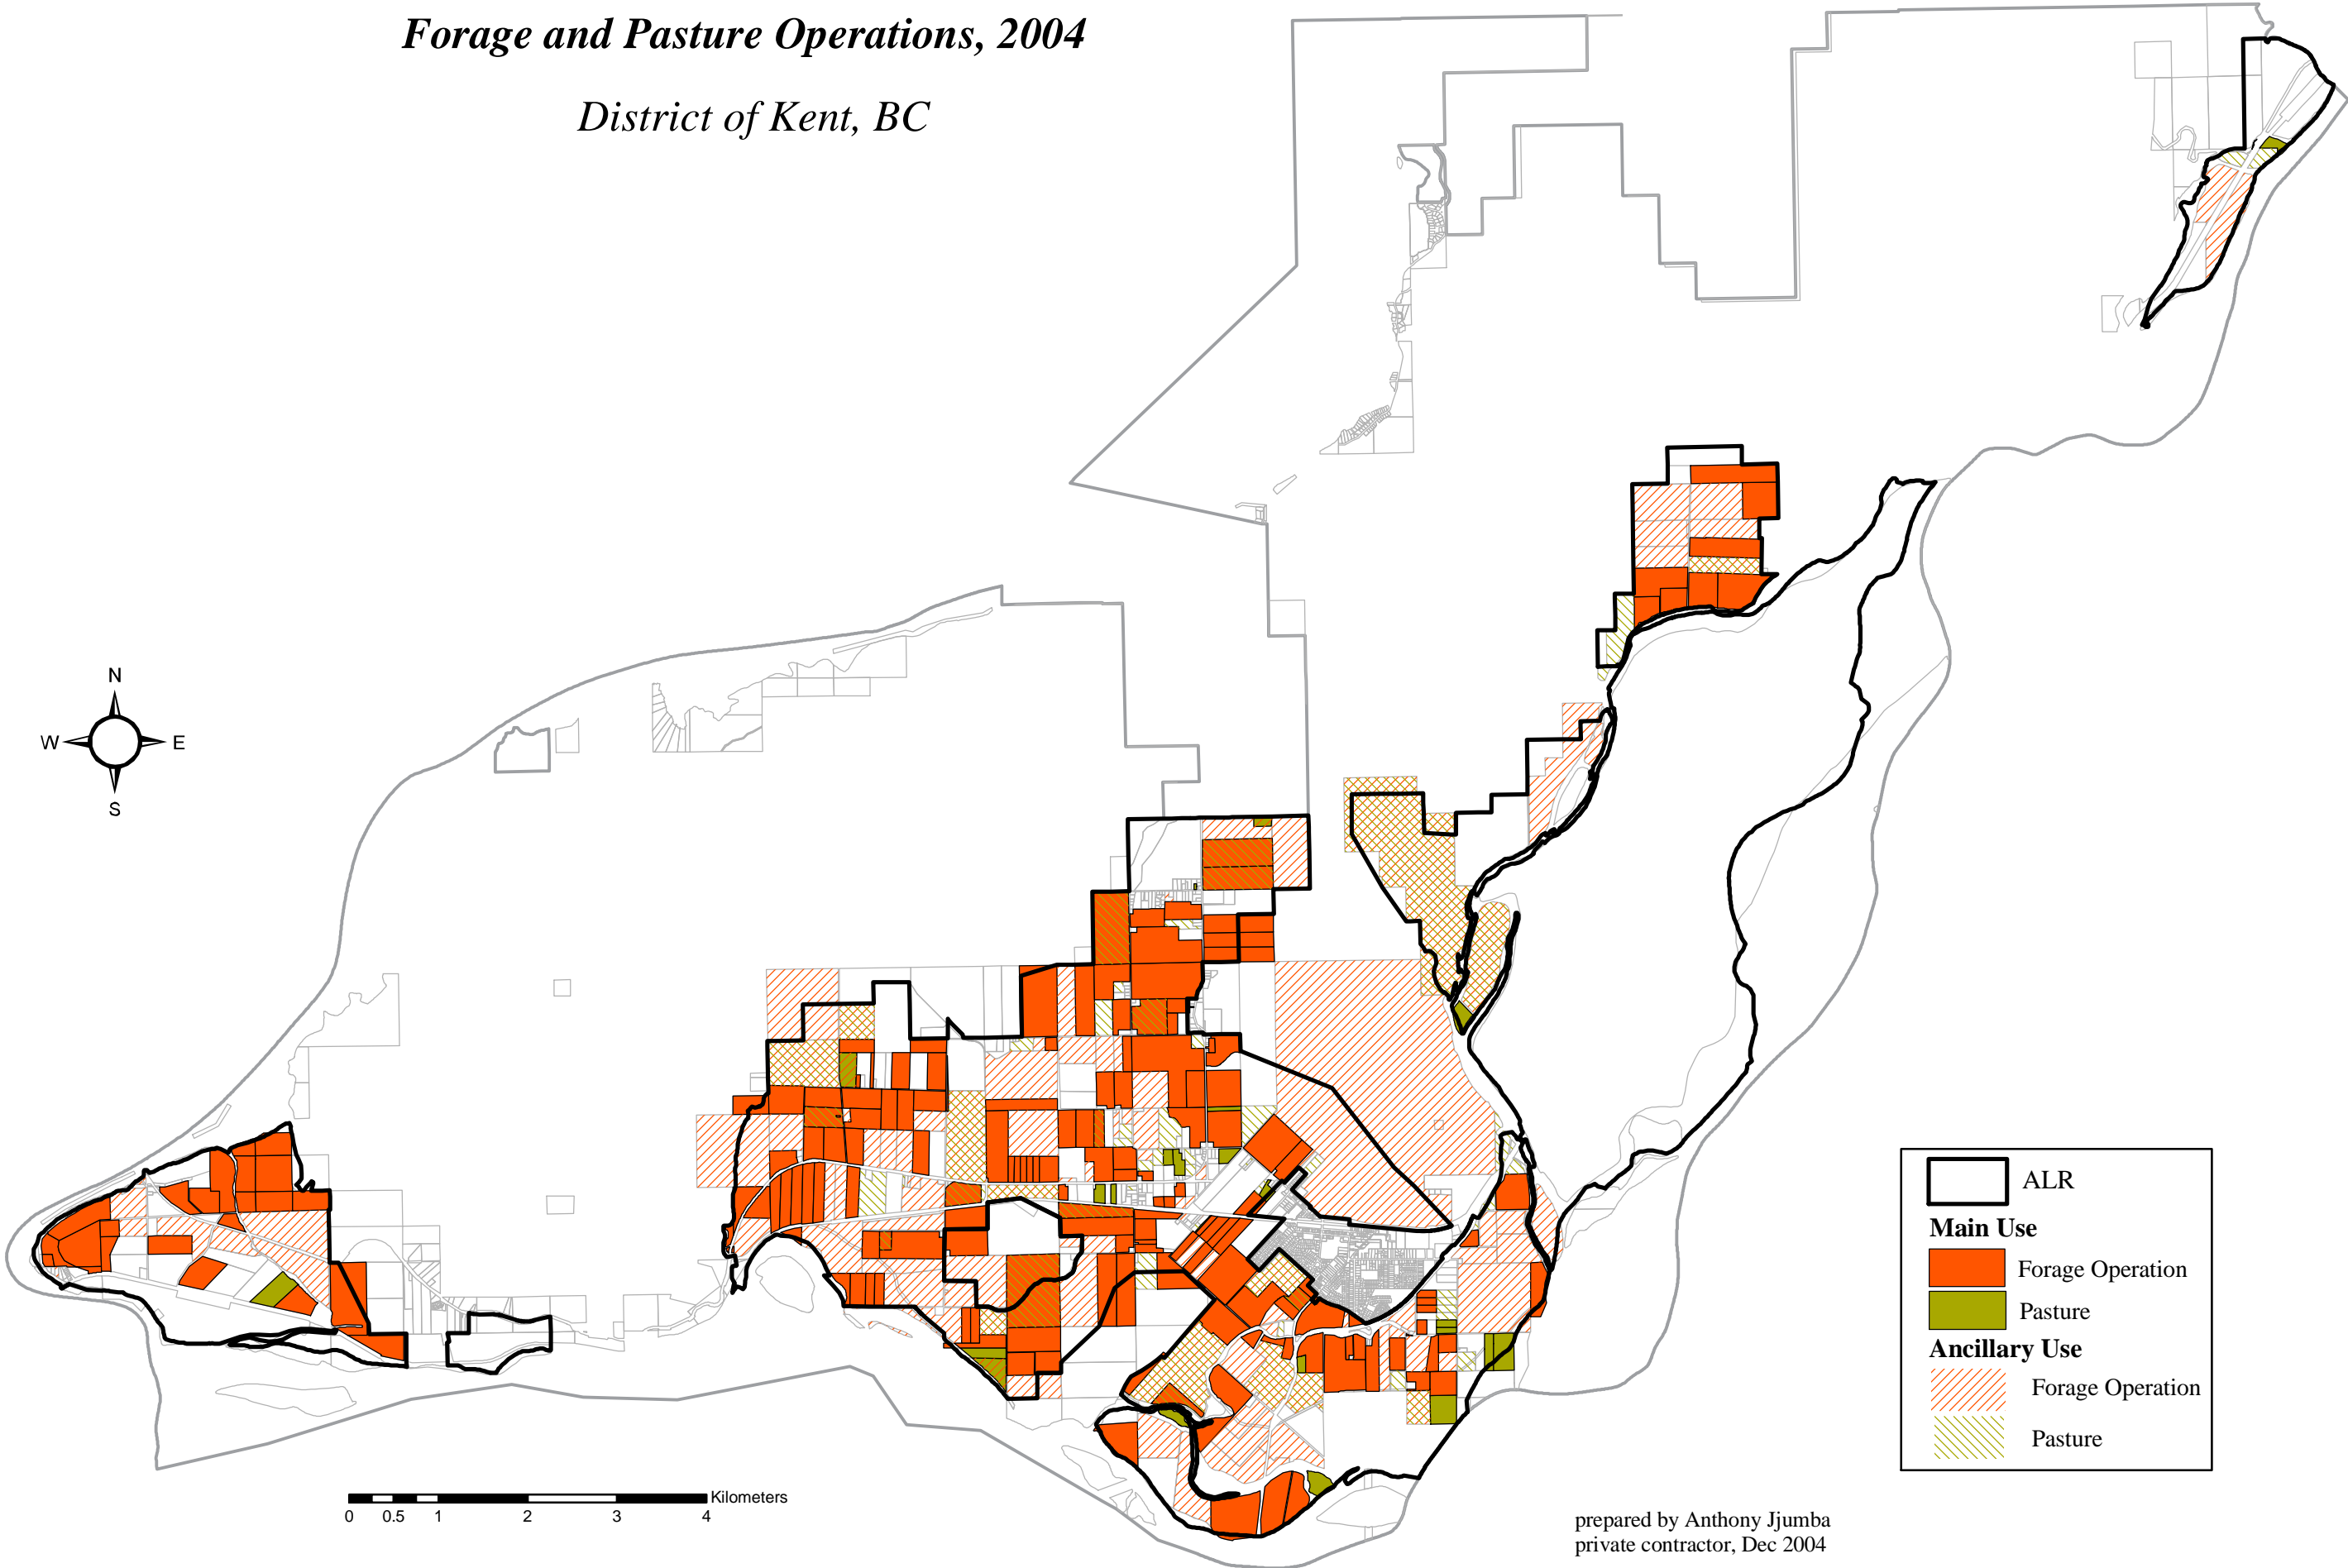 Forage and Pasture Operations, 2004
District of Kent, BC
N
W
E
S
ALR
Main Use
Forage Operation
Pasture
Ancillary Use
Forage Operation
Pasture
Kilometers
0 0.5 1 2 3 4
prepared by Anthony Jjumba
private contractor, Dec 2004